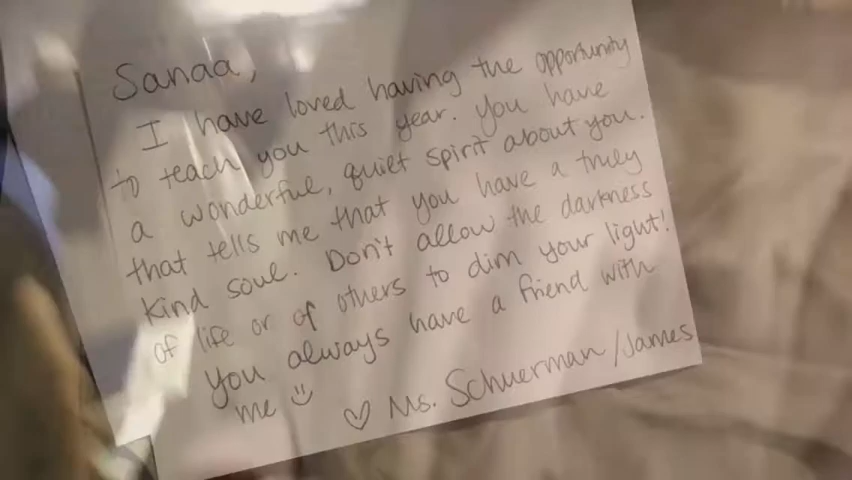 Sanaa,
I have loved having the opportunity
to teach you this year. You have
a wonderful, quiet spirit about you.
that tells me that you have a truly
kind soul. Don't allow the darkness
of life or of others to dim your light!
You always have a friend with
me :)
♡ Ms. Schuerman/James